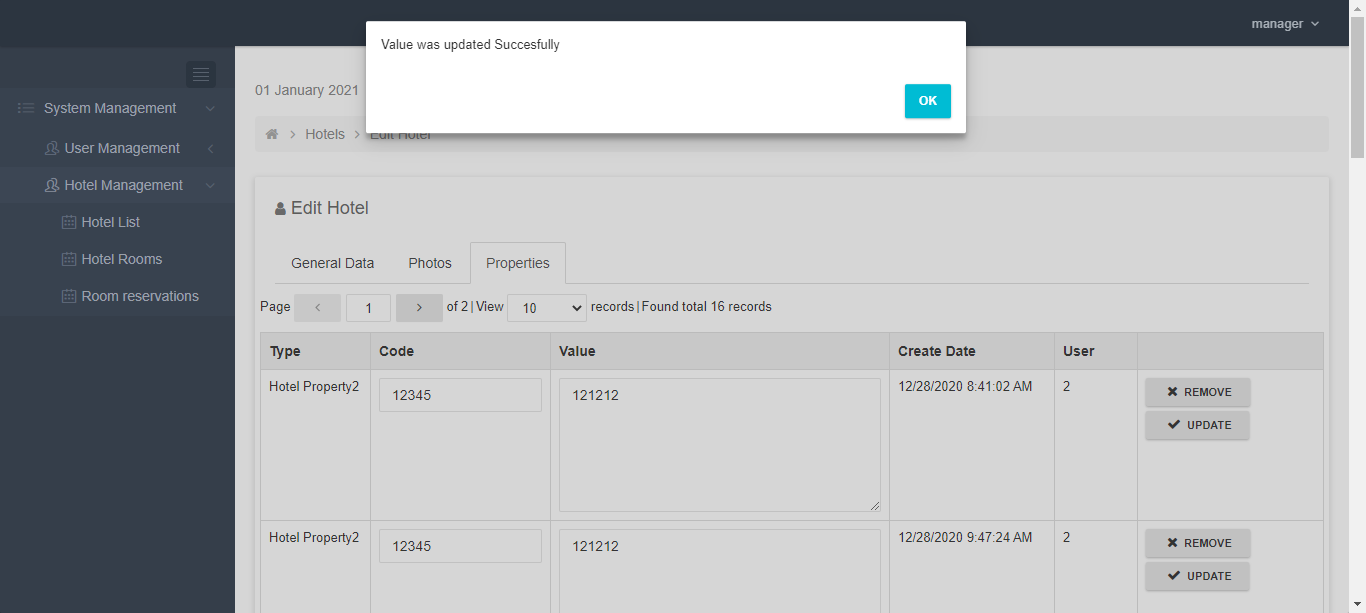 manager
Value was updated Succesfully
OK
System Management
User Management
Hotel Management
Hotel List
Hotel Rooms
Room reservations
01 January 2021
Hotels
Edit Hotel
Edit Hotel
General Data Photos Properties
Page 1 of 2 | View 10 records | Found total 16 records
Type Code Value Create Date User
Hotel Property2 12345 121212 12/28/2020 8:41:02 AM 2 REMOVE
UPDATE
Hotel Property2 12345 121212 12/28/2020 9:47:24 AM 2 REMOVE
UPDATE